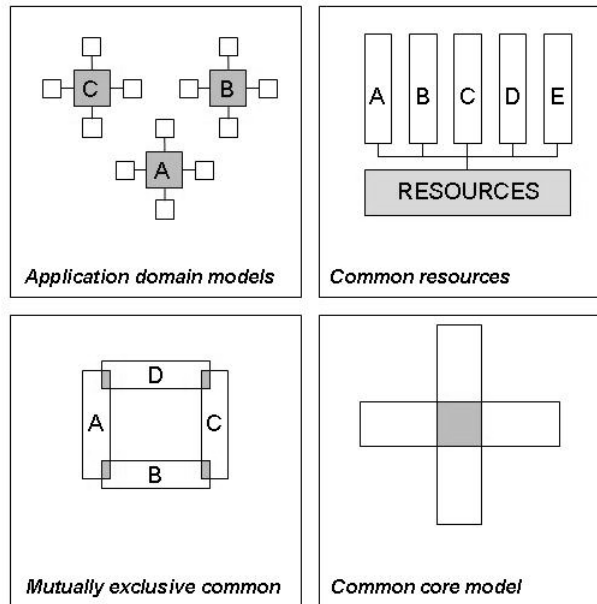 C
B
A
Application domain models
A B C D E
RESOURCES
Common resources
D
A C
B
Mutually exclusive common
Common core model